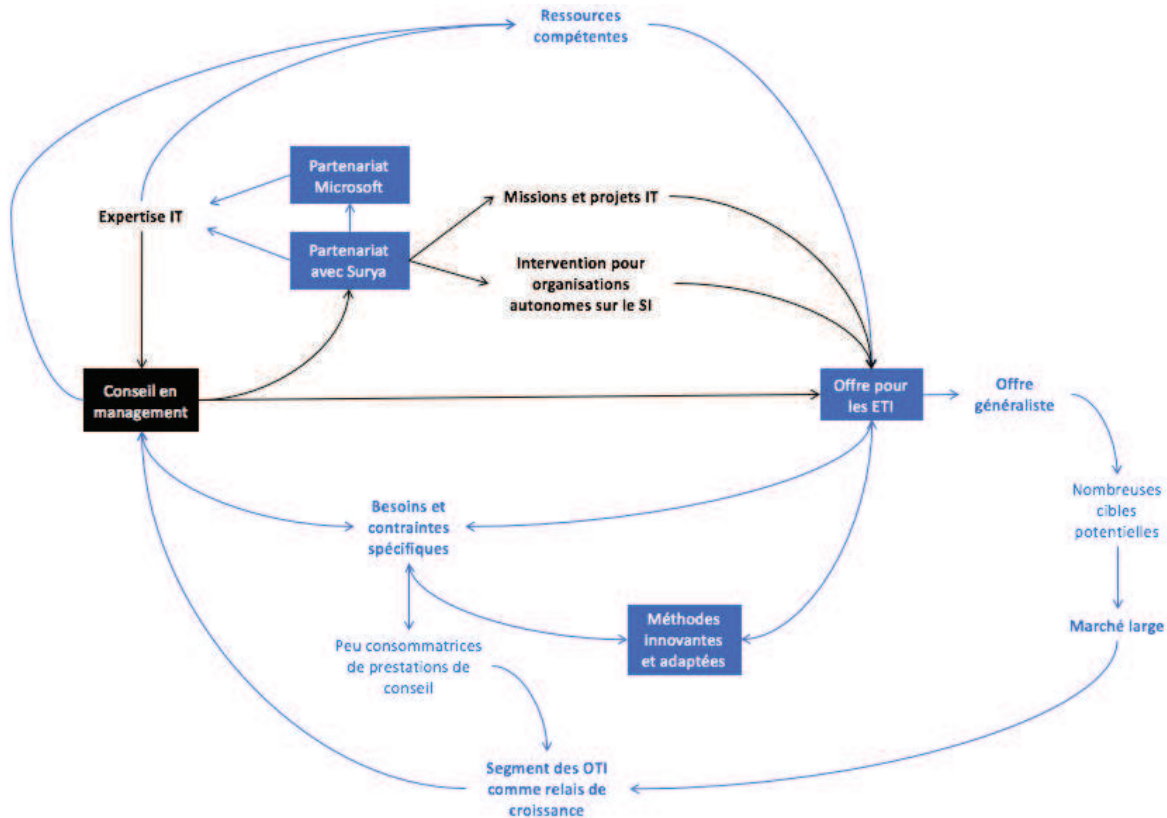 Ressources
compétentes
Partenariat
Microsoft
Expertise IT
Missions et projets IT
Partenariat
avec Surya
Intervention pour
organisations
autonomes sur le SI
Conseil en
management
Offre pour
les ETI
Offre
généraliste
Besoins et
contraintes
spécifiques
Nombreuses
cibles
potentielles
Méthodes
innovantes
et adaptées
Marché large
Peu consommatrices
de prestations de
conseil
Segment des OTI
comme relais de
croissance